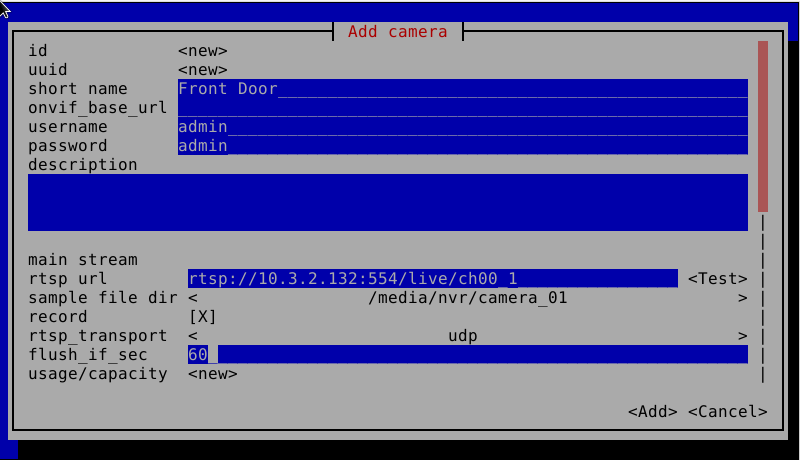 Add camera
id <new>
uuid <new>
short name Front Door
onvif_base_url
username admin
password admin
description
main stream
rtsp url rtsp://10.3.2.132:554/live/ch00_1 <Test>
sample file dir < /media/nvr/camera_01 >
record [X]
rtsp_transport < udp >
flush_if_sec 60
usage/capacity <new>
<Add> <Cancel>